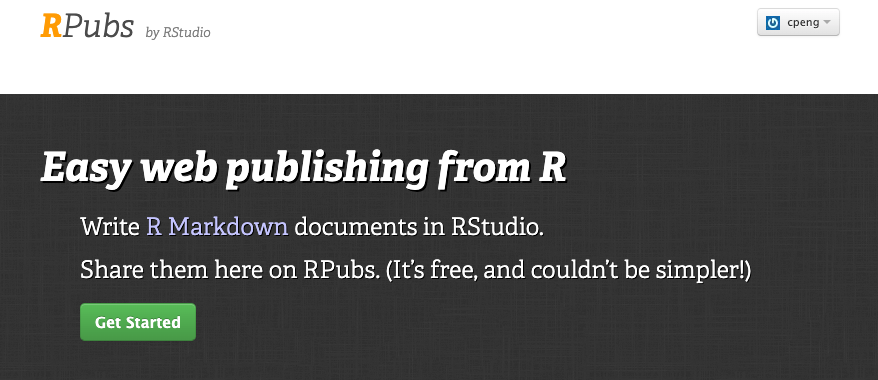 RPubs by RStudio
cpeng
Easy web publishing from R
Write R Markdown documents in RStudio.
Share them here on RPubs. (It’s free, and couldn’t be simpler!)
Get Started